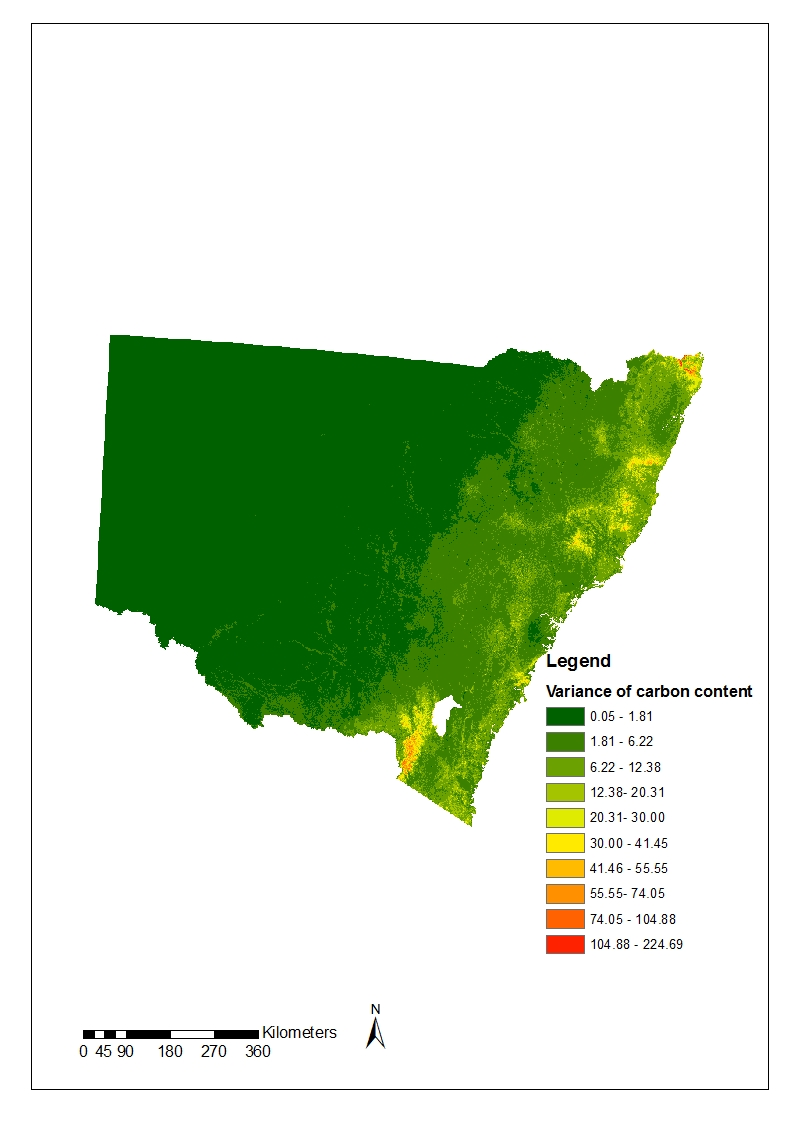 Legend
Variance of carbon content
0.05 - 1.81
1.81 - 6.22
6.22 - 12.38
12.38- 20.31
20.31- 30.00
30.00 - 41.45
41.46 - 55.55
55.55- 74.05
74.05 - 104.88
104.88 - 224.69
N
Kilometers
0 45 90 180 270 360